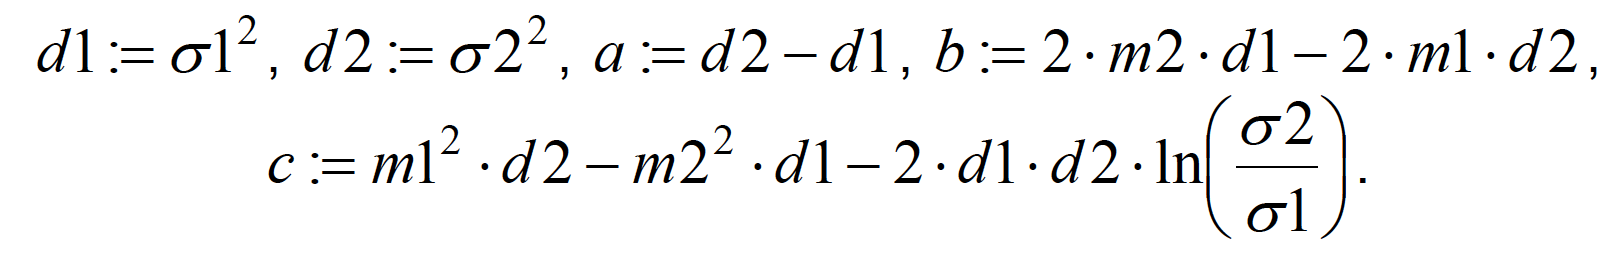 d1 := σ1², d2 := σ2², a := d2 − d1, b := 2 · m2 · d1 − 2 · m1 · d2,
c := m1² · d2 − m2² · d1 − 2 · d1 · d2 · ln(σ2/σ1).